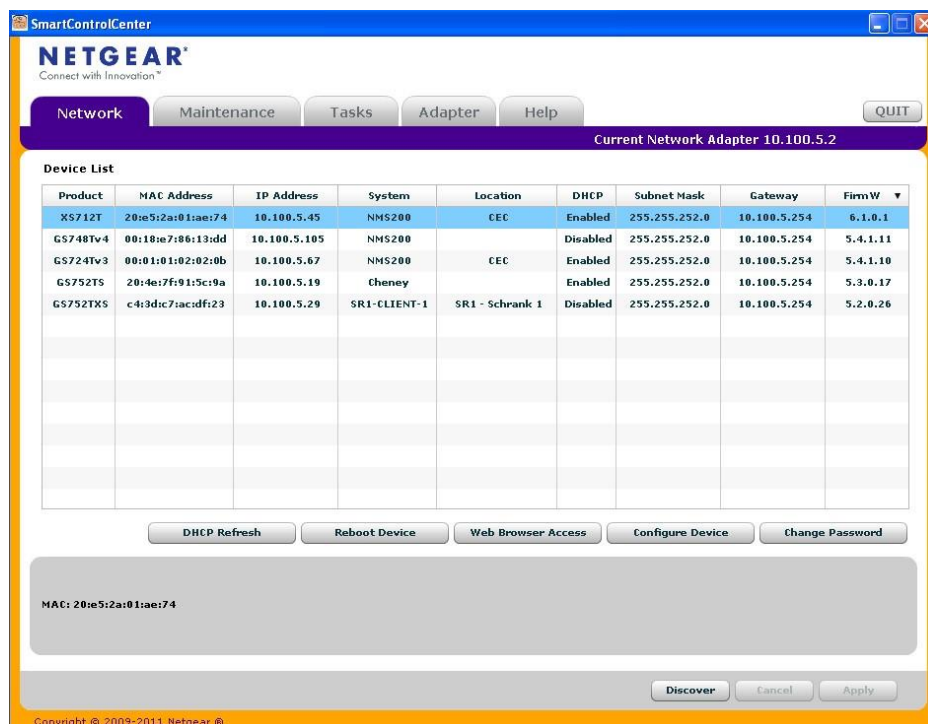 SmartControlCenter
NETGEAR®
Connect with Innovation™
Network Maintenance Tasks Adapter Help QUIT
Current Network Adapter 10.100.5.2
Device List
Product MAC Address IP Address System Location DHCP Subnet Mask Gateway FirmW ▼
XS712T 20:e5:2a:01:ae:74 10.100.5.45 NMS200 CEC Enabled 255.255.252.0 10.100.5.254 6.1.0.1
GS748Tv4 00:18:e7:86:13:dd 10.100.5.105 NMS200 Disabled 255.255.252.0 10.100.5.254 5.4.1.11
GS724Tv3 00:01:01:02:02:0b 10.100.5.67 NMS200 CEC Enabled 255.255.252.0 10.100.5.254 5.4.1.10
GS752TS 20:4e:7f:91:5c:9a 10.100.5.19 Cheney Enabled 255.255.252.0 10.100.5.254 5.3.0.17
GS752TXS c4:3d:c7:ac:df:23 10.100.5.29 SR1-CLIENT-1 SR1 - Schrank 1 Disabled 255.255.252.0 10.100.5.254 5.2.0.26
DHCP Refresh Reboot Device Web Browser Access Configure Device Change Password
MAC: 20:e5:2a:01:ae:74
Discover Cancel Apply
Copyright © 2009-2011 Netgear ®